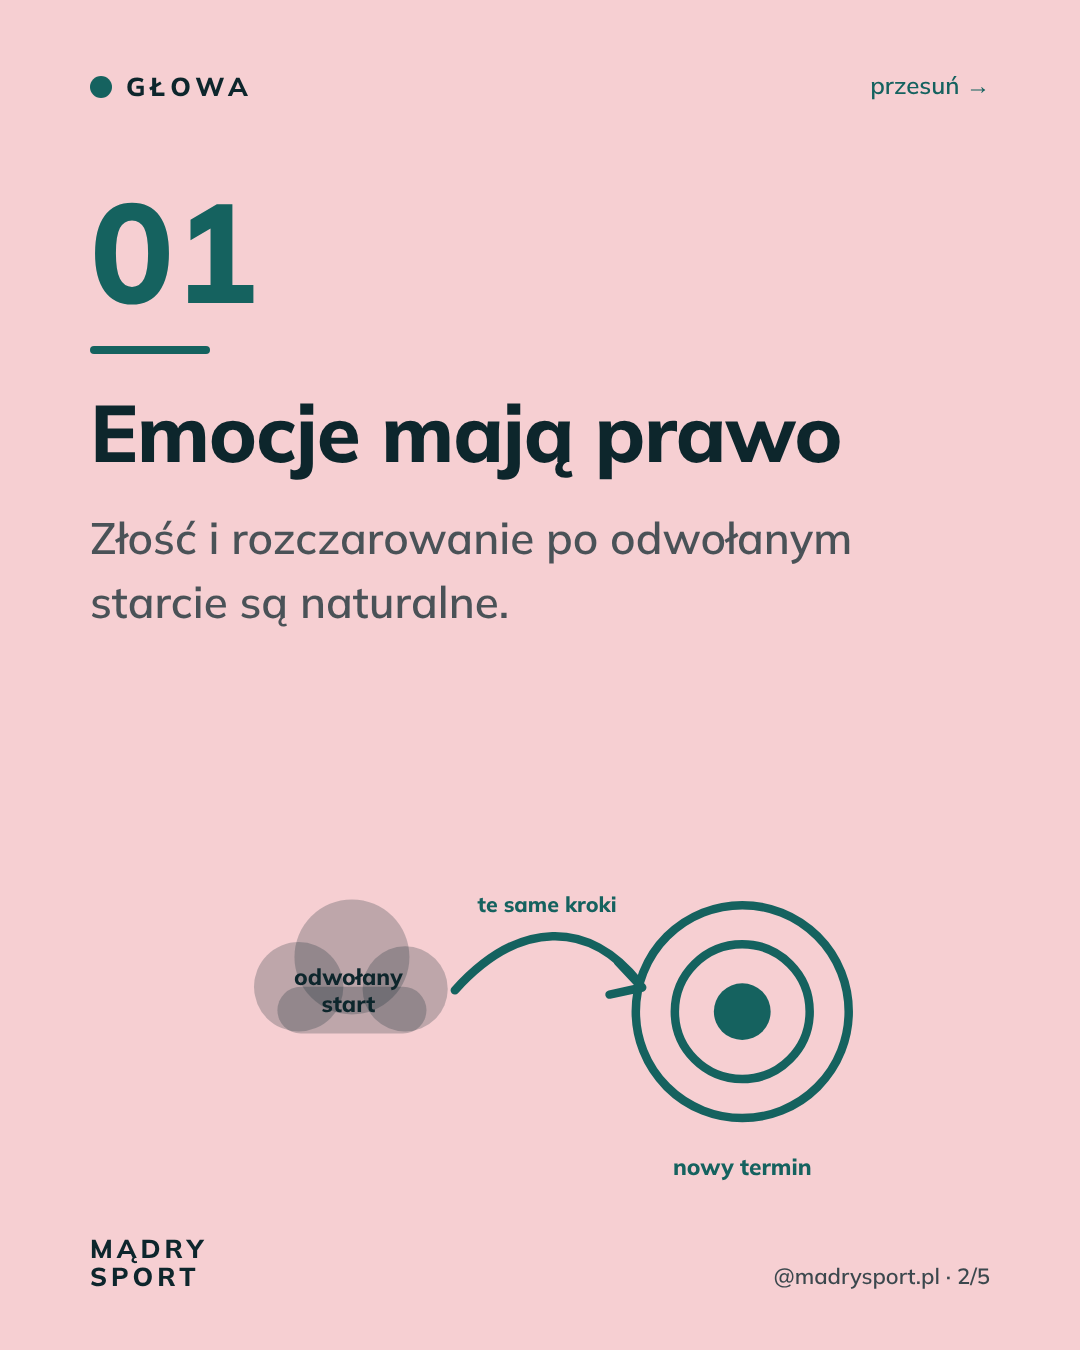 GŁOWA
przesuń →
01
Emocje mają prawo
Złość i rozczarowanie po odwołanym
starcie są naturalne.
te same kroki
odwołany
start
nowy termin
MĄDRY
SPORT
@madrysport.pl · 2/5